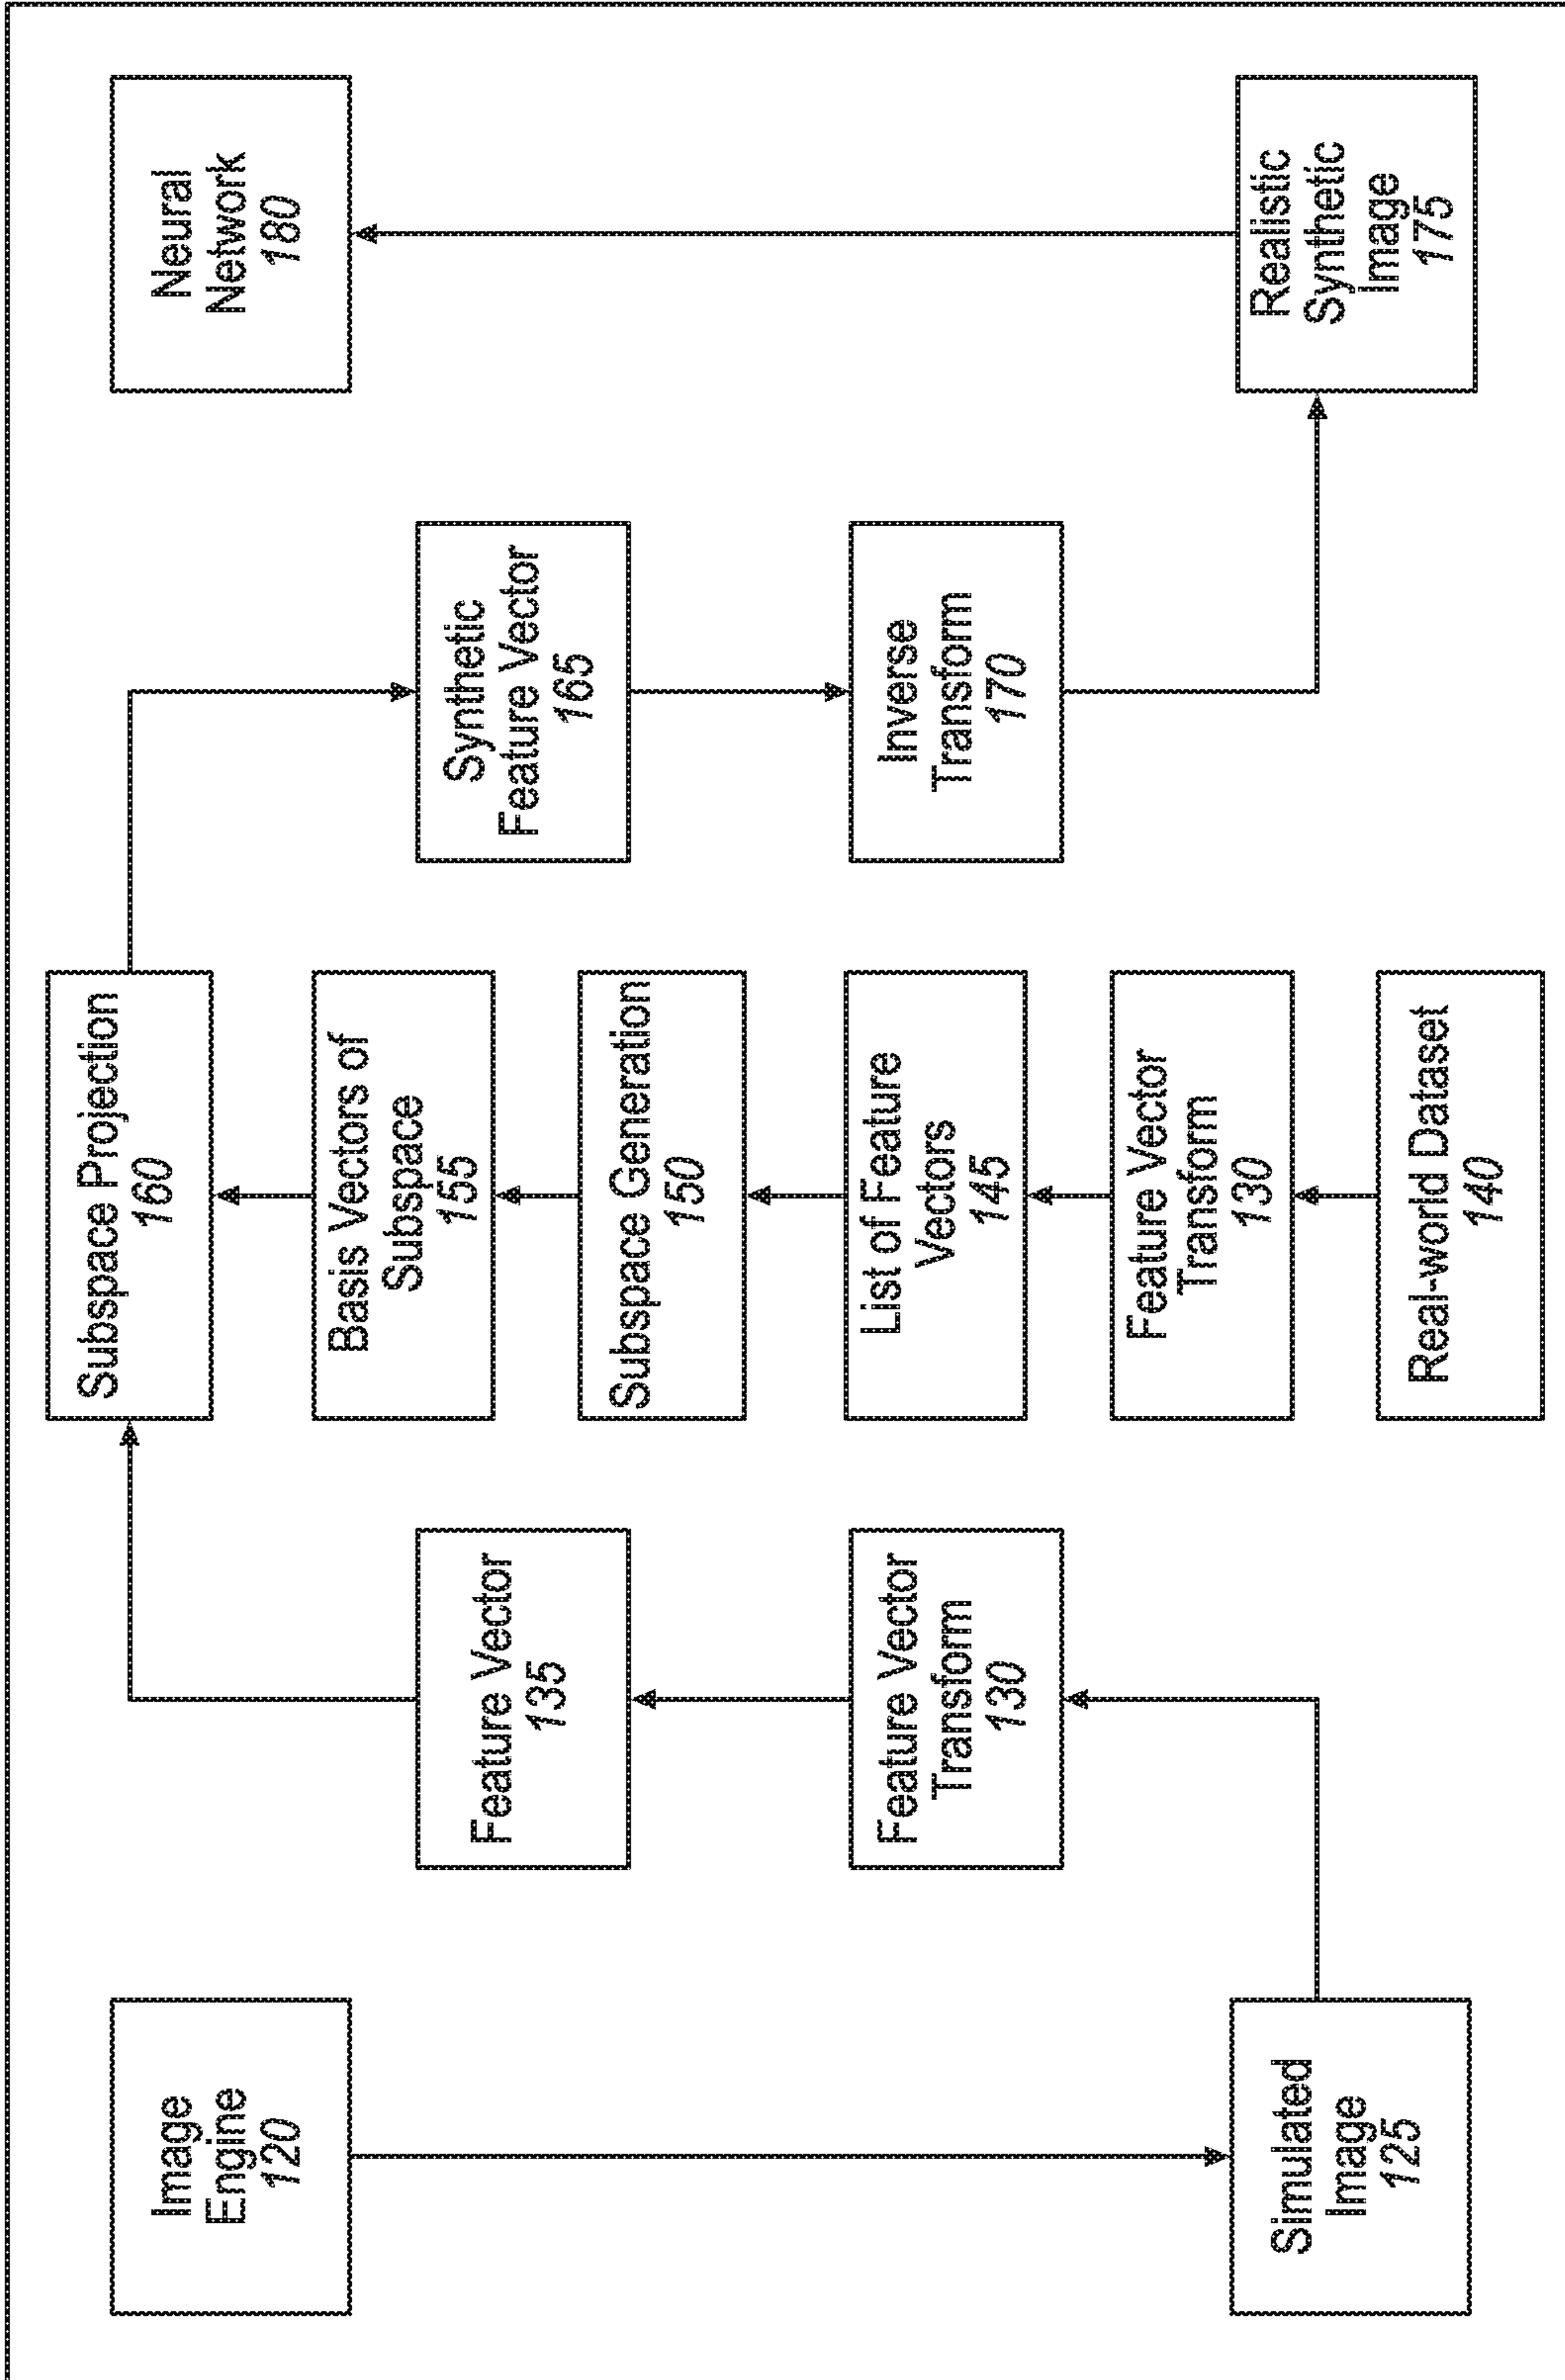 Image
Engine
120
Simulated
Image
125
Feature Vector
135
Feature Vector
Transform
130
Subspace Projection
160
Basis Vectors of
Subspace
155
Subspace Generation
150
List of Feature
Vectors
145
Feature Vector
Transform
130
Real-world Dataset
140
Synthetic
Feature Vector
165
Inverse
Transform
170
Neural
Network
180
Realistic
Synthetic
Image
175